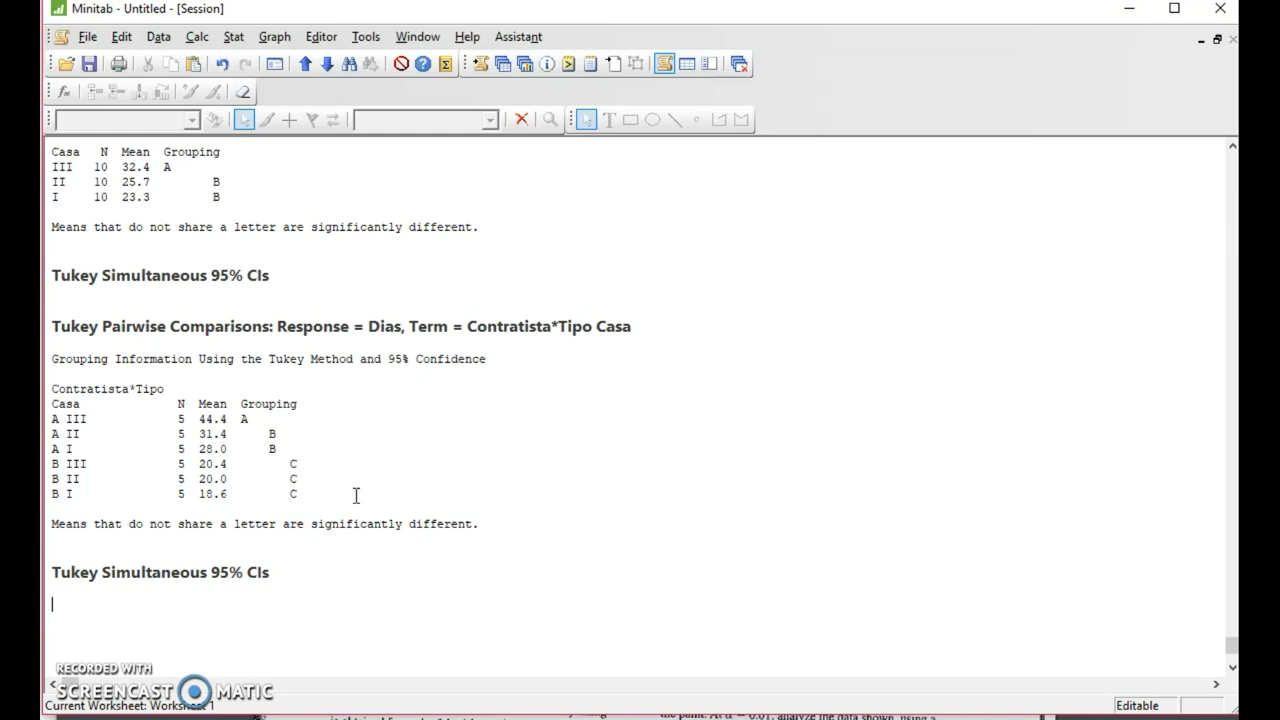 Minitab - Untitled - [Session]
File Edit Data Calc Stat Graph Editor Tools Window Help Assistant
Casa N Mean Grouping
III 10 32.4 A
II 10 25.7 B
I 10 23.3 B
Means that do not share a letter are significantly different.
Tukey Simultaneous 95% CIs
Tukey Pairwise Comparisons: Response = Dias, Term = Contratista*Tipo Casa
Grouping Information Using the Tukey Method and 95% Confidence
Contratista*Tipo
Casa N Mean Grouping
A III 5 44.4 A
A II 5 31.4 B
A I 5 28.0 B
B III 5 20.4 C
B II 5 20.0 C
B I 5 18.6 C
Means that do not share a letter are significantly different.
Tukey Simultaneous 95% CIs
RECORDED WITH
SCREENCAST MATIC
Current Worksheet: Worksheet 1
Editable